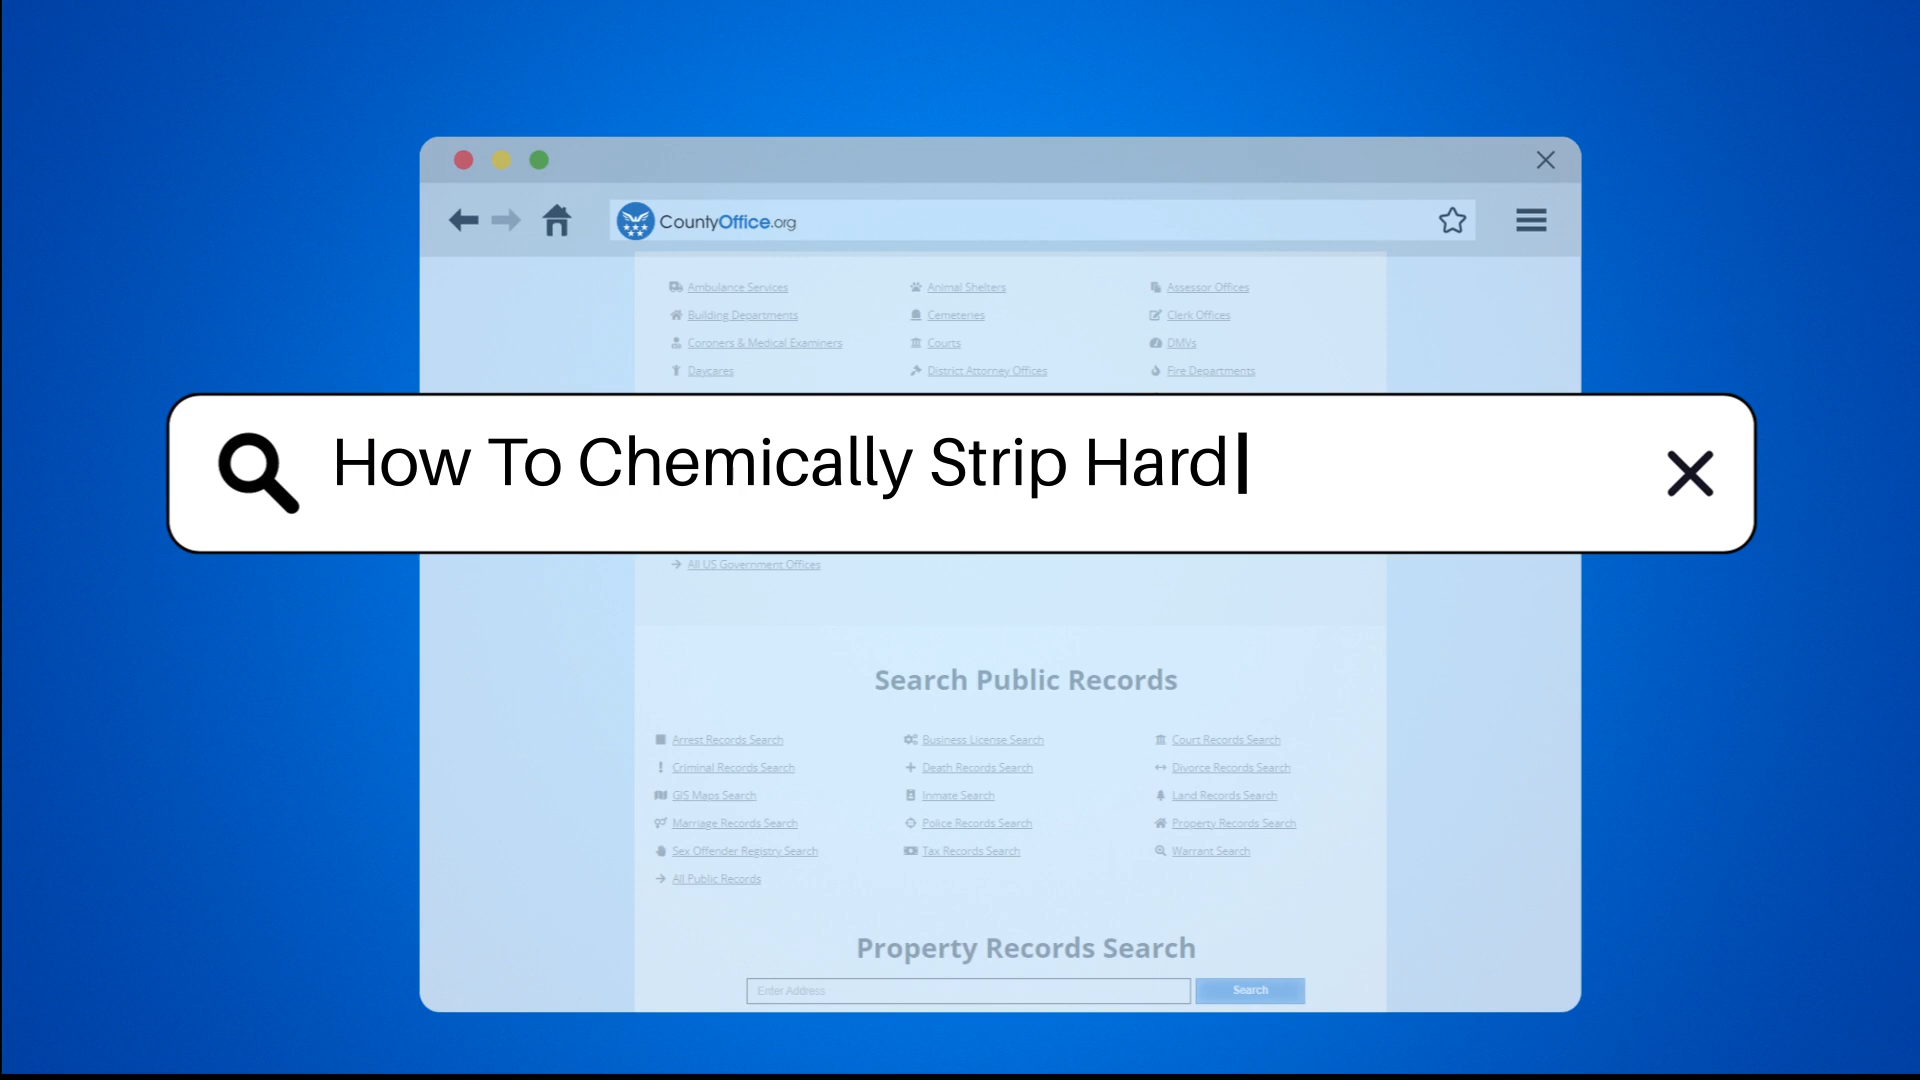 CountyOffice.org
Ambulance Services Animal Shelters Assessor Offices
Building Departments Cemeteries Clerk Offices
Coroners & Medical Examiners Courts DMVs
Daycares District Attorney Offices Fire Departments
How To Chemically Strip Hard
All US Government Offices
Search Public Records
Arrest Records Search Business License Search Court Records Search
Criminal Records Search Death Records Search Divorce Records Search
GIS Maps Search Inmate Search Land Records Search
Marriage Records Search Police Records Search Property Records Search
Sex Offender Registry Search Tax Records Search Warrant Search
All Public Records
Property Records Search
Enter Address Search